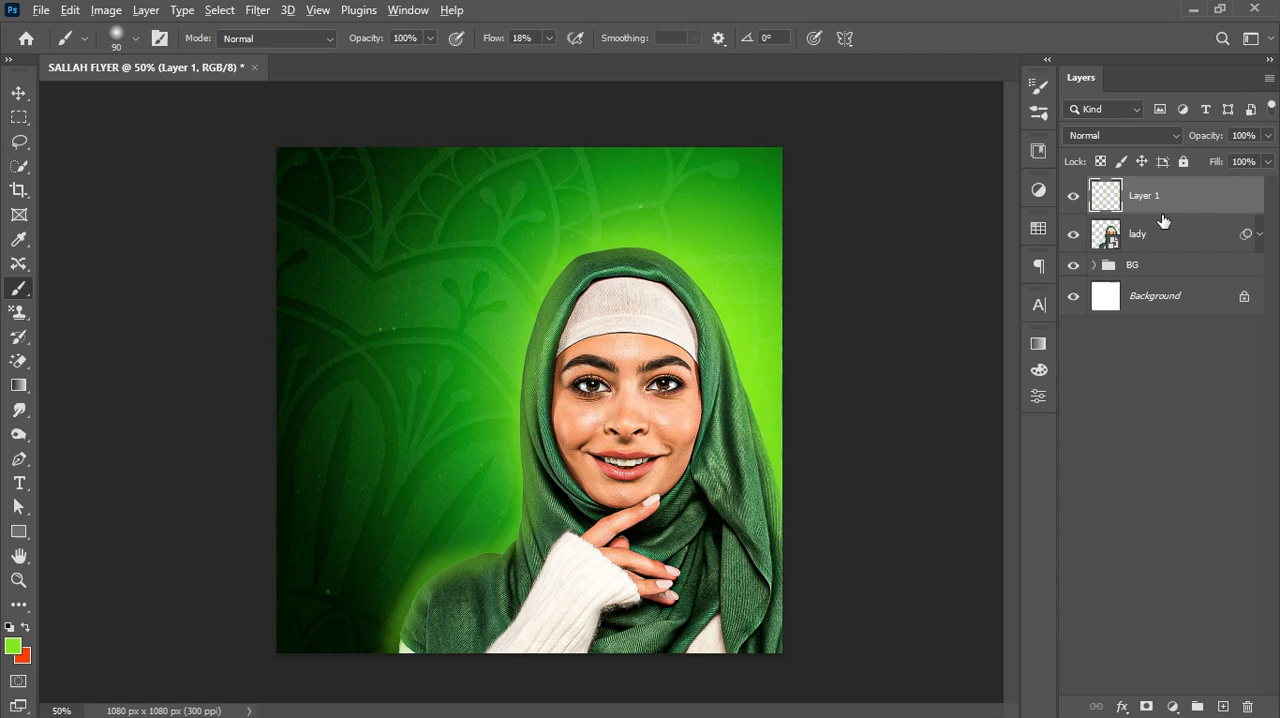 Ps File Edit Image Layer Type Select Filter 3D View Plugins Window Help
90 Mode: Normal Opacity: 100% Flow: 18% Smoothing: 0°
SALLAH FLYER @ 50% (Layer 1, RGB/8) * ×
Layers
Kind
Normal Opacity: 100%
Lock: Fill: 100%
Layer 1
lady
BG
Background
50% 1080 px x 1080 px (300 ppi)